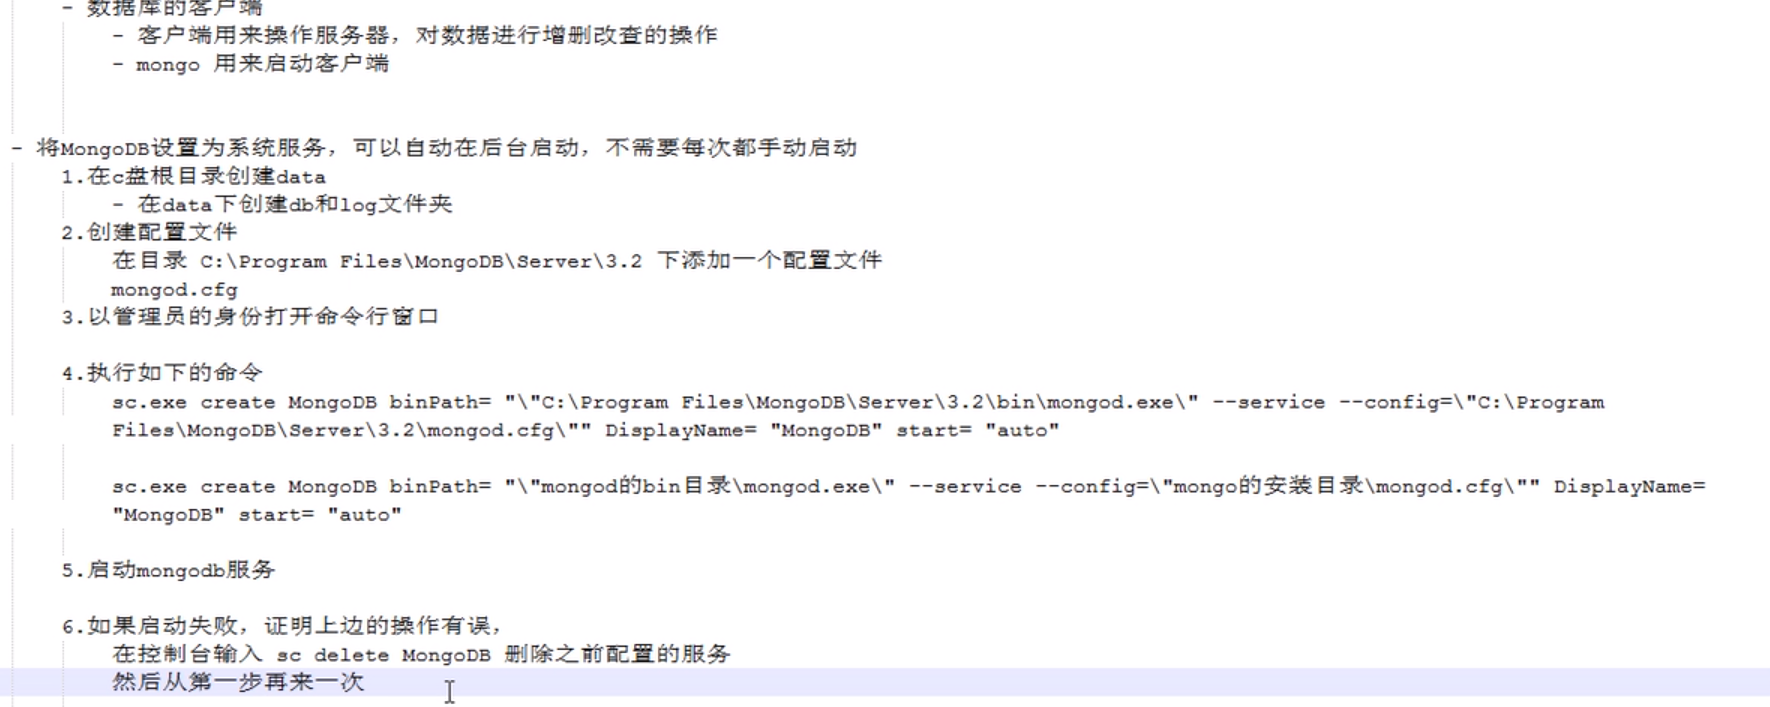 - 数据库的客户端
- 客户端用来操作服务器，对数据进行增删改查的操作
- mongo 用来启动客户端
- 将MongoDB设置为系统服务，可以自动在后台启动，不需要每次都手动启动
1.在c盘根目录创建data
- 在data下创建db和log文件夹
2.创建配置文件
在目录 C:\Program Files\MongoDB\Server\3.2 下添加一个配置文件
mongod.cfg
3.以管理员的身份打开命令行窗口
4.执行如下的命令
sc.exe create MongoDB binPath= "\"C:\Program Files\MongoDB\Server\3.2\bin\mongod.exe\" --service --config=\"C:\Program
Files\MongoDB\Server\3.2\mongod.cfg\"" DisplayName= "MongoDB" start= "auto"
sc.exe create MongoDB binPath= "\"mongod的bin目录\mongod.exe\" --service --config=\"mongo的安装目录\mongod.cfg\"" DisplayName=
"MongoDB" start= "auto"
5.启动mongodb服务
6.如果启动失败，证明上边的操作有误，
在控制台输入 sc delete MongoDB 删除之前配置的服务
然后从第一步再来一次